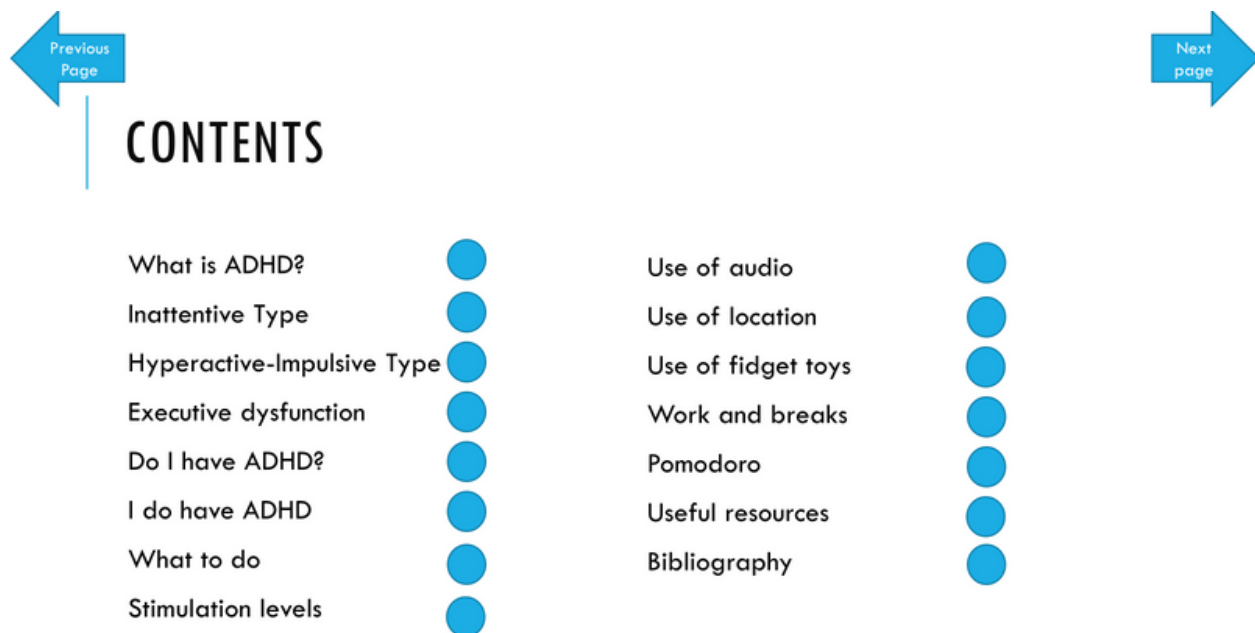 Previous
Page
Next
page
CONTENTS
What is ADHD?
Inattentive Type
Hyperactive-Impulsive Type
Executive dysfunction
Do I have ADHD?
I do have ADHD
What to do
Stimulation levels
Use of audio
Use of location
Use of fidget toys
Work and breaks
Pomodoro
Useful resources
Bibliography